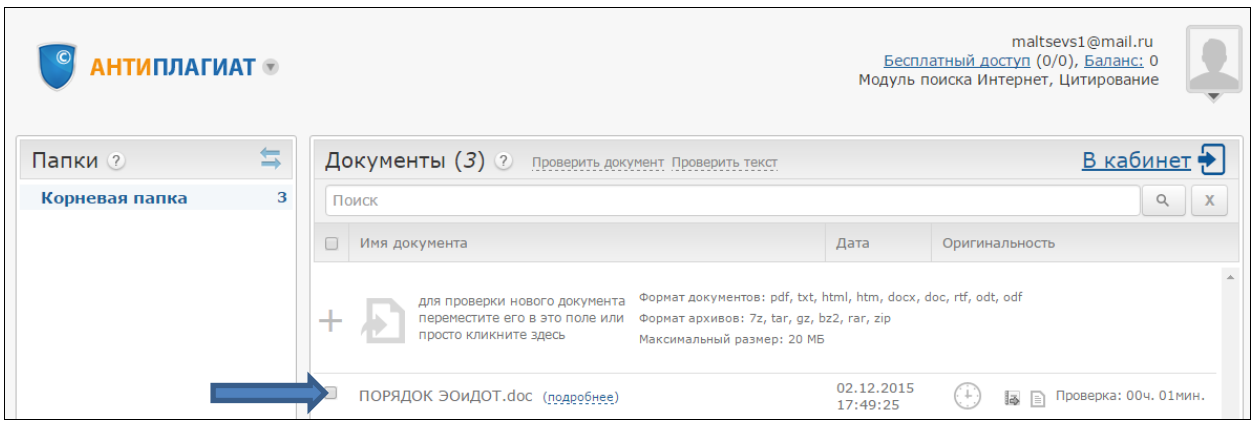 © АНТИПЛАГИАТ
maltsevs1@mail.ru
Бесплатный доступ (0/0), Баланс: 0
Модуль поиска Интернет, Цитирование
Папки ?
Корневая папка 3
Документы (3) ? Проверить документ Проверить текст В кабинет
Поиск X
Имя документа Дата Оригинальность
для проверки нового документа
переместите его в это поле или
просто кликните здесь
Формат документов: pdf, txt, html, htm, docx, doc, rtf, odt, odf
Формат архивов: 7z, tar, gz, bz2, rar, zip
Максимальный размер: 20 МБ
ПОРЯДОК ЭОиДОТ.doc (подробнее)
02.12.2015
17:49:25
Проверка: 00ч. 01мин.